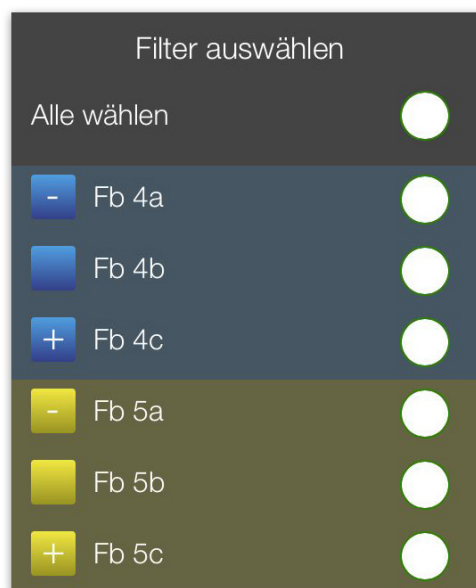 Filter auswählen
Alle wählen
- Fb 4a
Fb 4b
+ Fb 4c
- Fb 5a
Fb 5b
+ Fb 5c